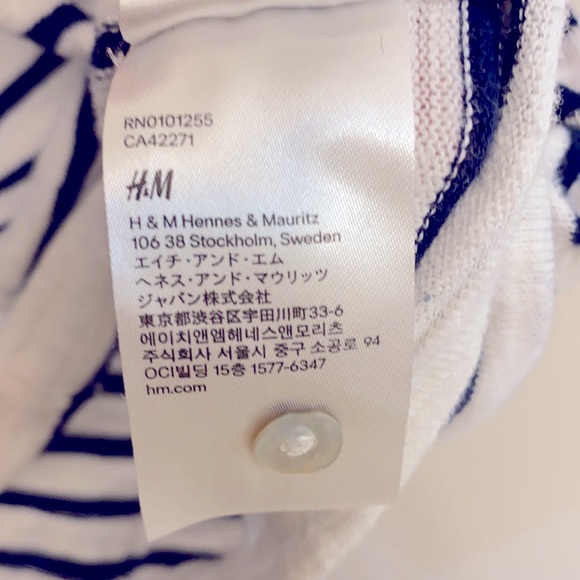 RN0101255
CA42271
H&M
H & M Hennes & Mauritz
106 38 Stockholm, Sweden
エイチ・アンド・エム
ヘネス・アンド・マウリッツ
ジャパン株式会社
東京都渋谷区宇田川町33-6
에이치앤엠헤네스앤모리츠
주식회사 서울시 중구 소공로 94
OCI빌딩 15층 1577-6347
hm.com